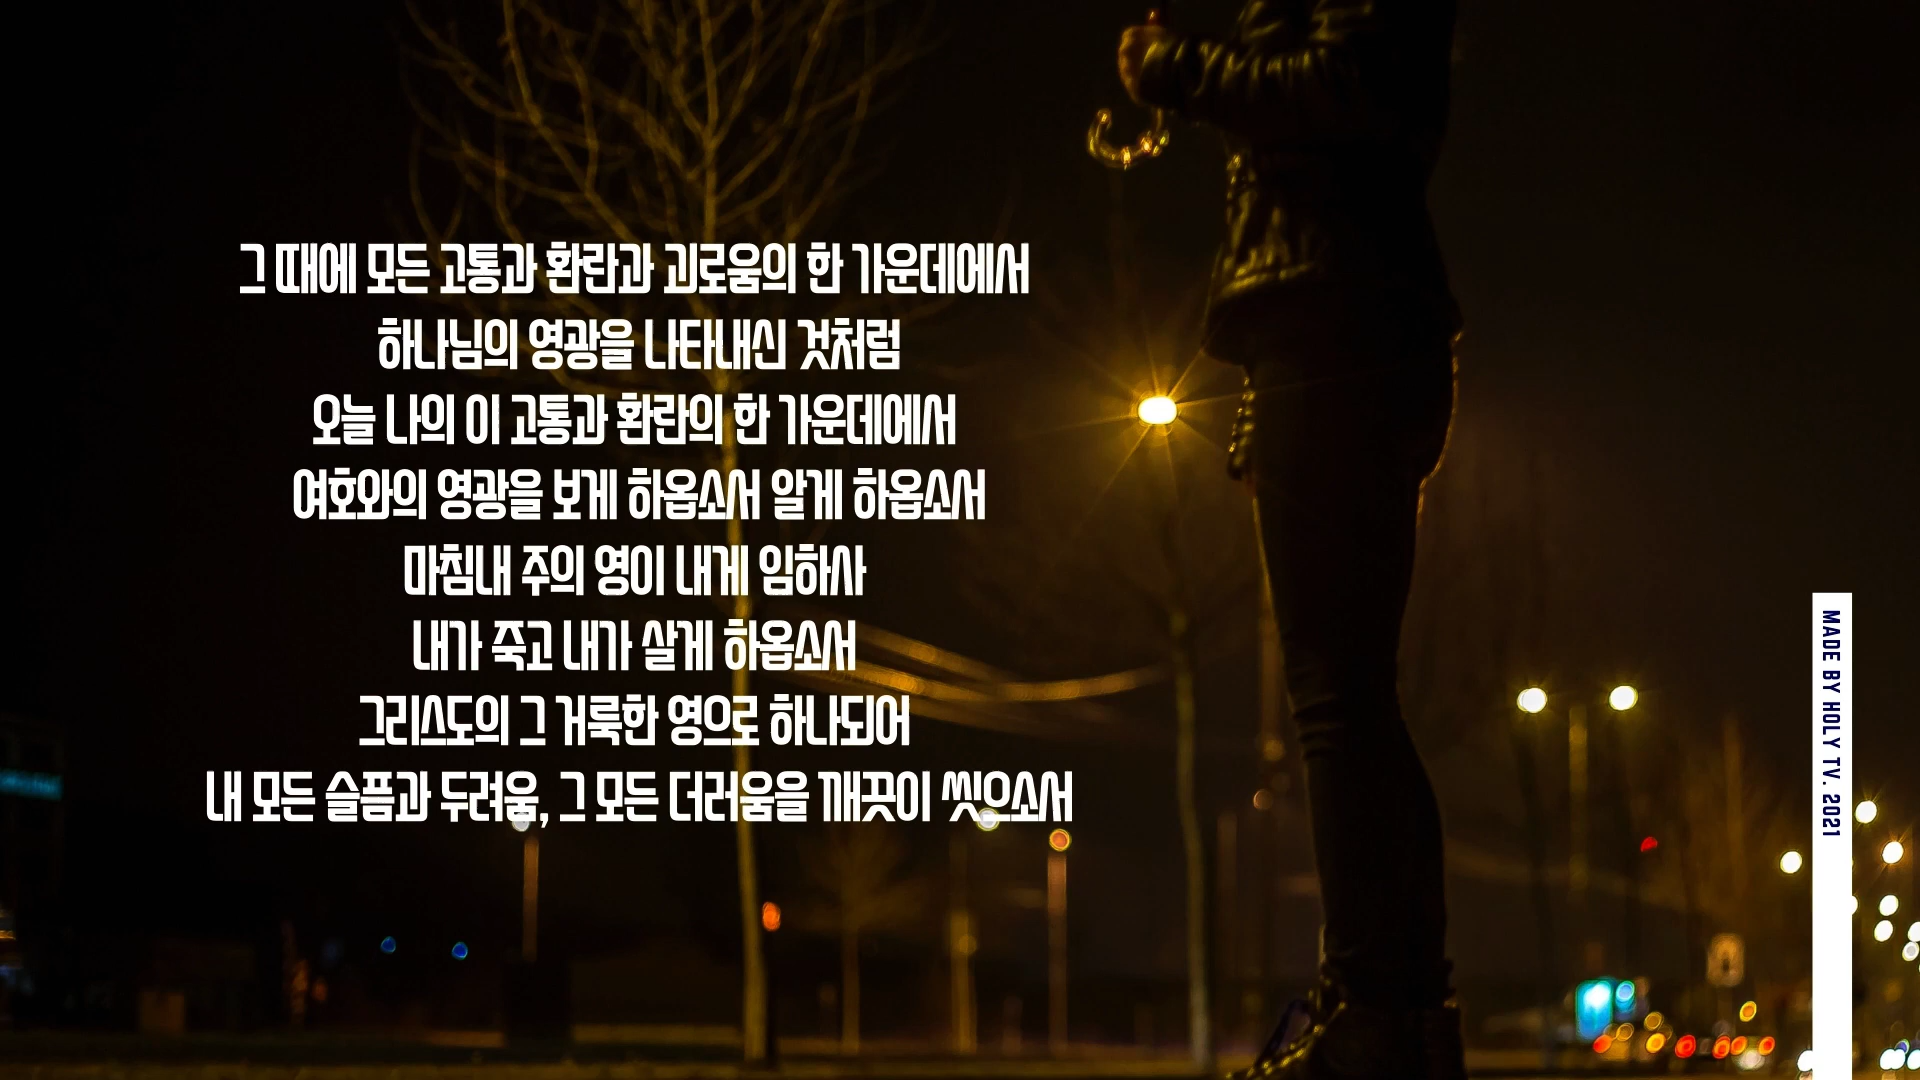 그 때에 모든 고통과 환란과 괴로움의 한 가운데에서
하나님의 영광을 나타내신 것처럼
오늘 나의 이 고통과 환란의 한 가운데에서
여호와의 영광을 보게 하옵소서 알게 하옵소서
마침내 주의 영이 내게 임하사
내가 죽고 내가 살게 하옵소서
그리스도의 그 거룩한 영으로 하나되어
내 모든 슬픔과 두려움, 그 모든 더러움을 깨끗이 씻으소서
MADE BY HOLY TV. 2021